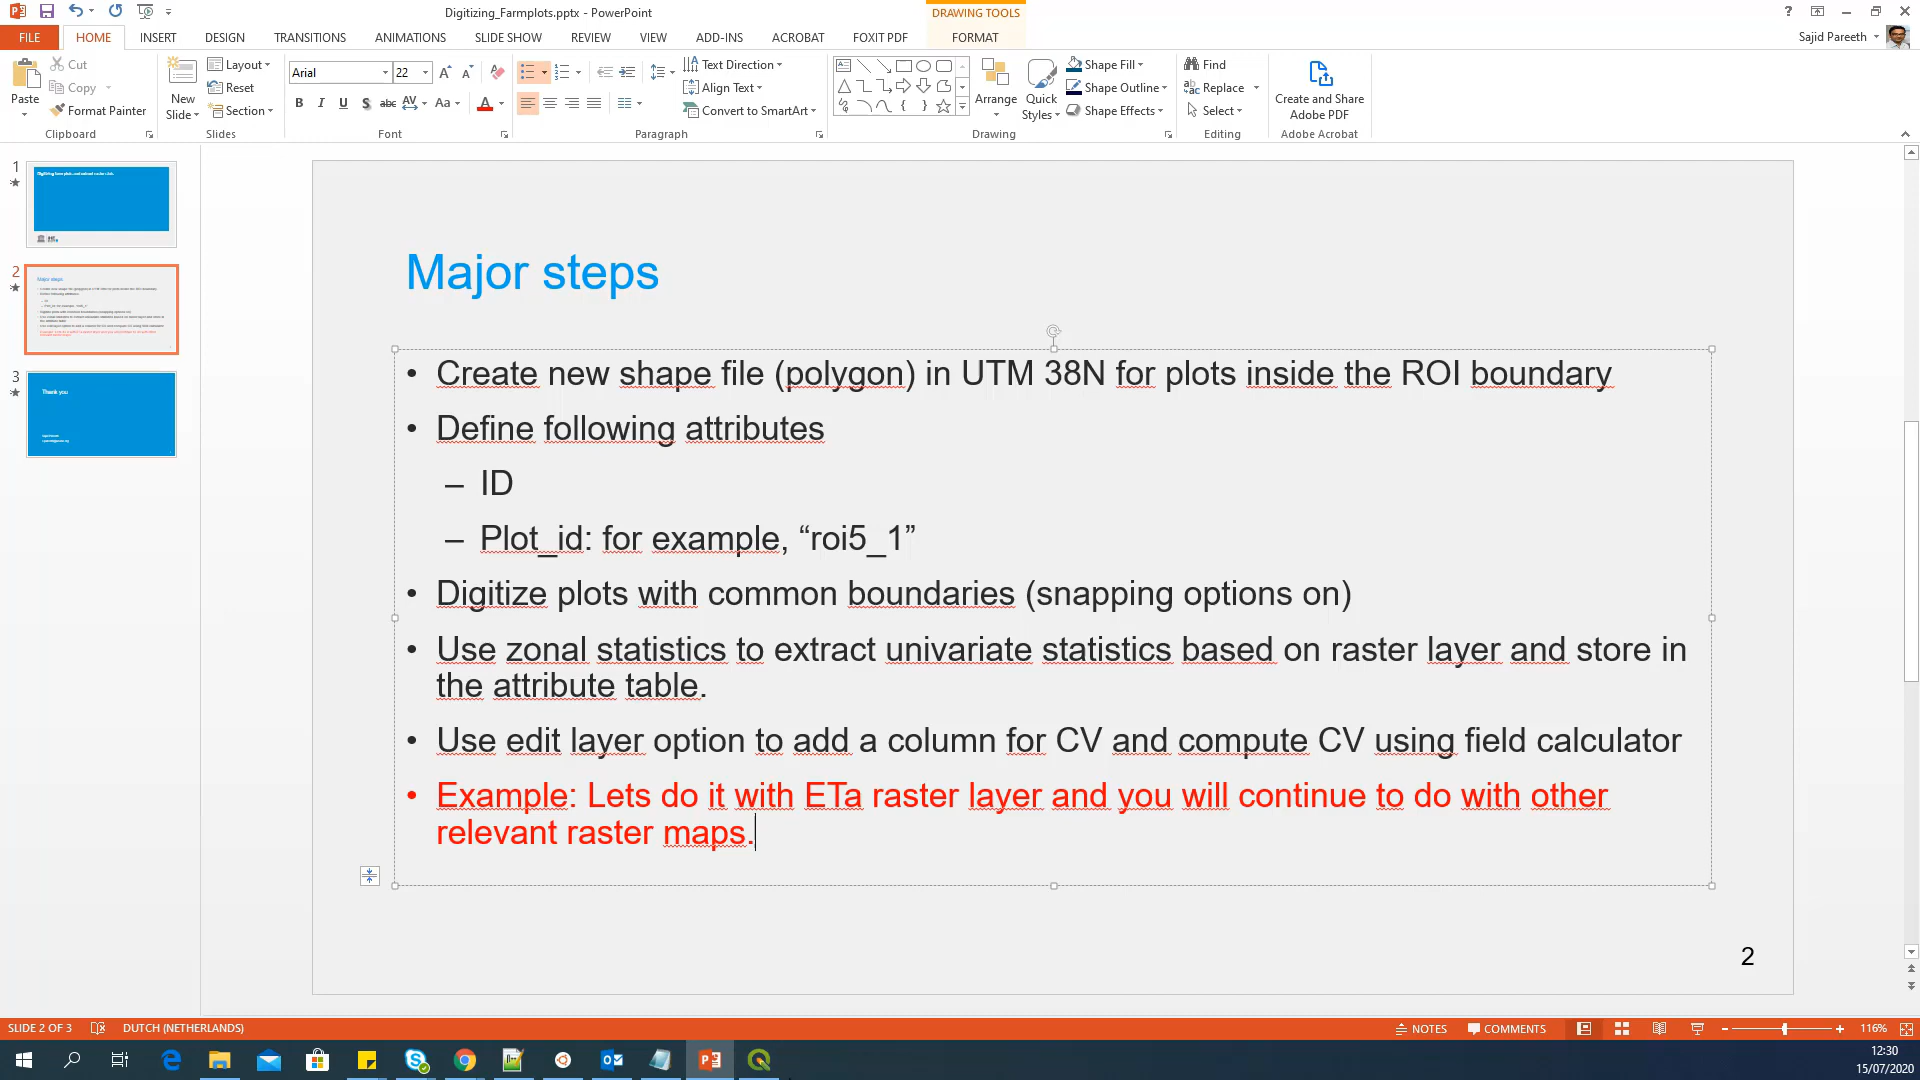 Digitizing_Farmplots.pptx - PowerPoint
DRAWING TOOLS
?
FILE
HOME
INSERT
DESIGN
TRANSITIONS
ANIMATIONS
SLIDE SHOW
REVIEW
VIEW
ADD-INS
ACROBAT
FOXIT PDF
FORMAT
Sajid Pareeth
Paste
Cut
Copy
Format Painter
Clipboard
New Slide
Layout
Reset
Section
Slides
Arial
22
Font
Text Direction
Align Text
Convert to SmartArt
Paragraph
Arrange
Quick Styles
Shape Fill
Shape Outline
Shape Effects
Drawing
Find
Replace
Select
Editing
Create and Share
Adobe PDF
Adobe Acrobat
1
2
Major steps
3
Thank you
Major steps
• Create new shape file (polygon) in UTM 38N for plots inside the ROI boundary
• Define following attributes
– ID
– Plot_id: for example, “roi5_1”
• Digitize plots with common boundaries (snapping options on)
• Use zonal statistics to extract univariate statistics based on raster layer and store in
the attribute table.
• Use edit layer option to add a column for CV and compute CV using field calculator
• Example: Lets do it with ETa raster layer and you will continue to do with other
relevant raster maps.
2
SLIDE 2 OF 3
DUTCH (NETHERLANDS)
NOTES
COMMENTS
116%
12:30
15/07/2020